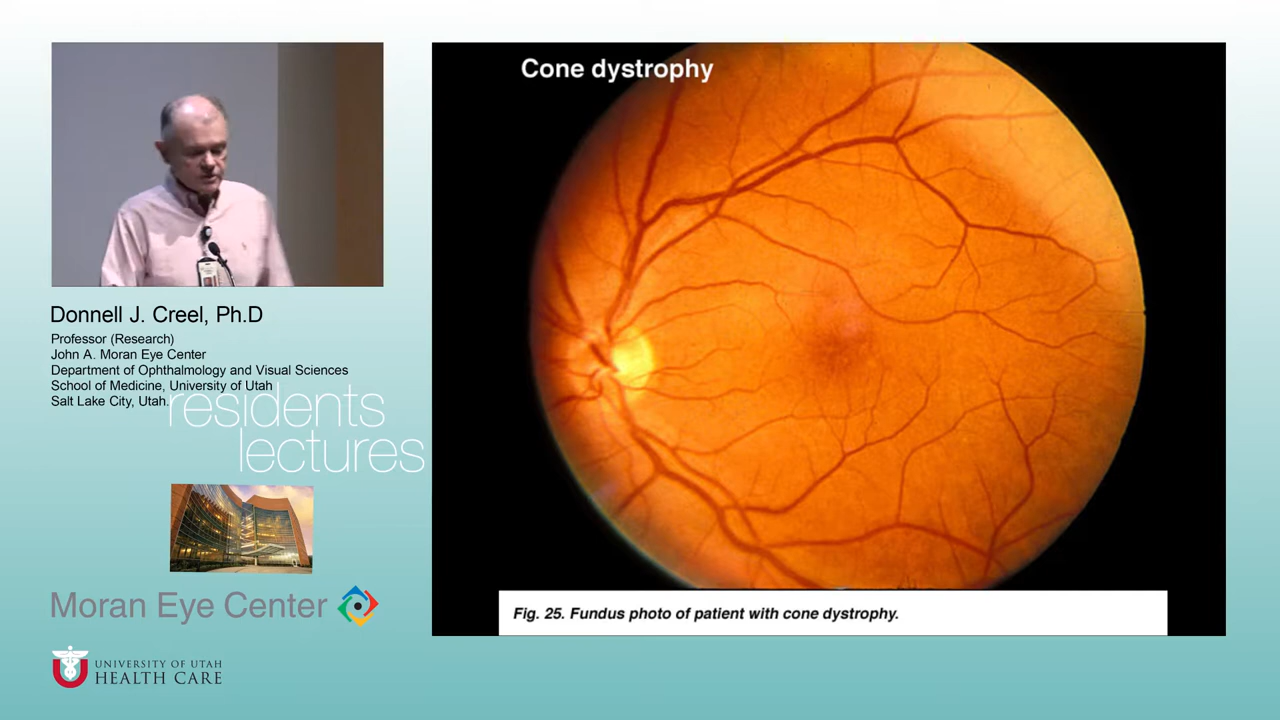 Cone dystrophy
Donnell J. Creel, Ph.D
Professor (Research)
John A. Moran Eye Center
Department of Ophthalmology and Visual Sciences
School of Medicine, University of Utah
Salt Lake City, Utah.
residents
lectures
Moran Eye Center
UNIVERSITY OF UTAH
HEALTH CARE
Fig. 25. Fundus photo of patient with cone dystrophy.